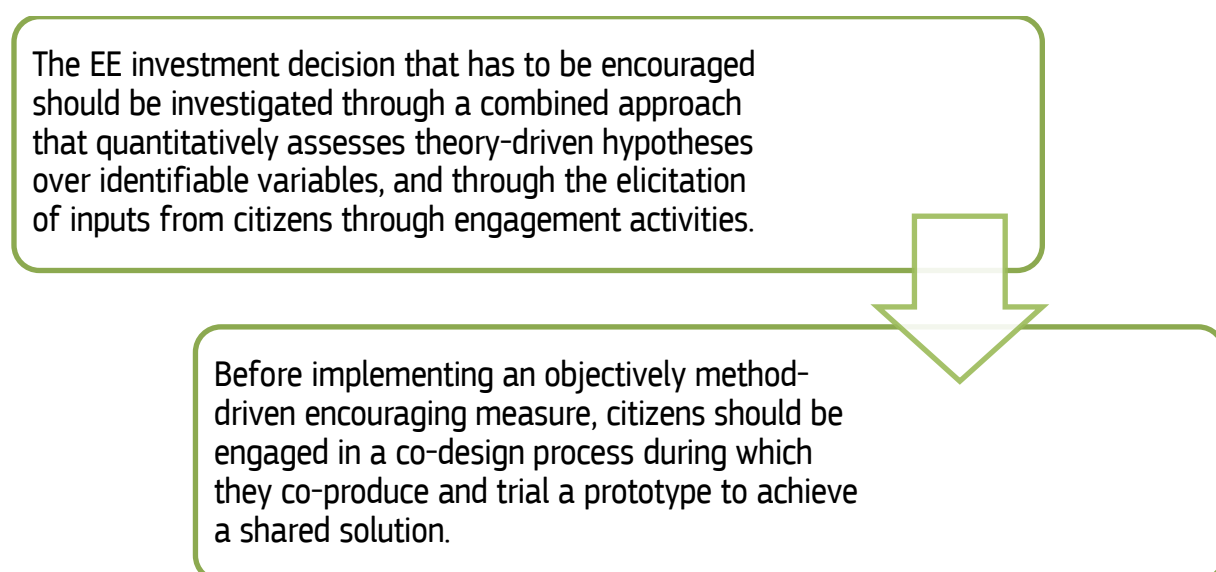 The EE investment decision that has to be encouraged
should be investigated through a combined approach
that quantitatively assesses theory-driven hypotheses
over identifiable variables, and through the elicitation
of inputs from citizens through engagement activities.
Before implementing an objectively method-
driven encouraging measure, citizens should be
engaged in a co-design process during which
they co-produce and trial a prototype to achieve
a shared solution.